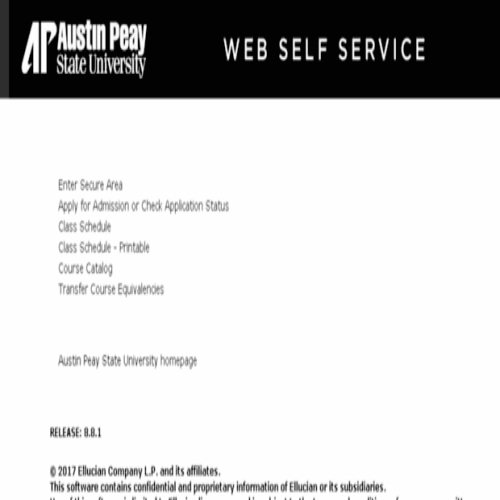 AP Austin Peay
State University
WEB SELF SERVICE
Enter Secure Area
Apply for Admission or Check Application Status
Class Schedule
Class Schedule - Printable
Course Catalog
Transfer Course Equivalencies
Austin Peay State University homepage
RELEASE: 8.8.1
© 2017 Ellucian Company L.P. and its affiliates.
This software contains confidential and proprietary information of Ellucian or its subsidiaries.